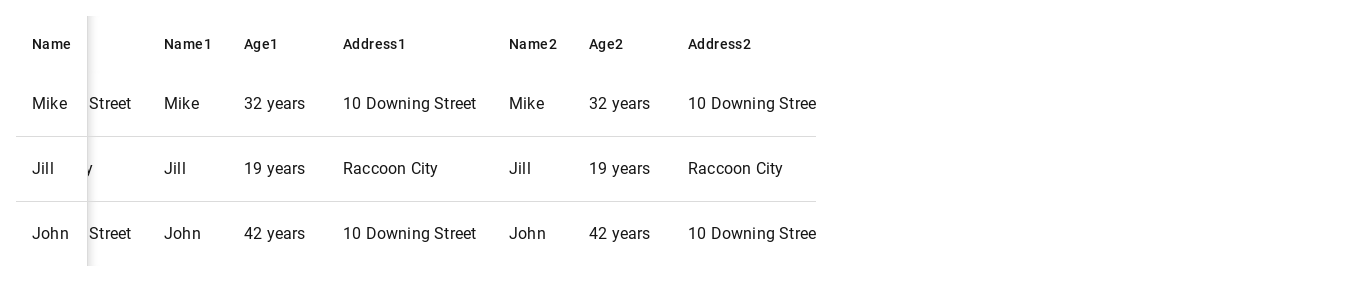 Name Name1 Age1 Address1 Name2 Age2 Address2
Mike Street Mike 32 years 10 Downing Street Mike 32 years 10 Downing Stree
Jill y Jill 19 years Raccoon City Jill 19 years Raccoon City
John Street John 42 years 10 Downing Street John 42 years 10 Downing Stree